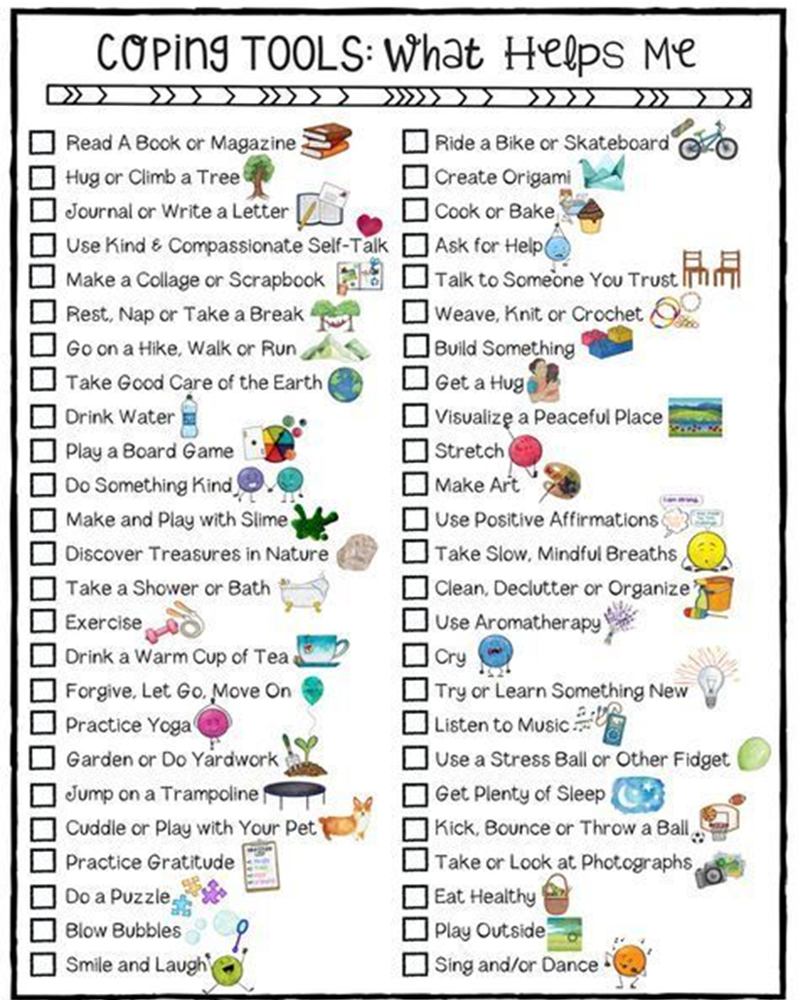 COPING TOOLS: What Helps Me
Read A Book or Magazine
Hug or Climb a Tree
Journal or Write a Letter
Use Kind & Compassionate Self-Talk
Make a Collage or Scrapbook
Rest, Nap or Take a Break
Go on a Hike, Walk or Run
Take Good Care of the Earth
Drink Water
Play a Board Game
Do Something Kind
Make and Play with Slime
Discover Treasures in Nature
Take a Shower or Bath
Exercise
Drink a Warm Cup of Tea
Forgive, Let Go, Move On
Practice Yoga
Garden or Do Yardwork
Jump on a Trampoline
Cuddle or Play with Your Pet
Practice Gratitude
Do a Puzzle
Blow Bubbles
Smile and Laugh
Ride a Bike or Skateboard
Create Origami
Cook or Bake
Ask for Help
Talk to Someone You Trust
Weave, Knit or Crochet
Build Something
Get a Hug
Visualize a Peaceful Place
Stretch
Make Art
Use Positive Affirmations
I am strong.
Take Slow, Mindful Breaths
Clean, Declutter or Organize
Use Aromatherapy
Cry
Try or Learn Something New
Listen to Music
Use a Stress Ball or Other Fidget
Get Plenty of Sleep
Kick, Bounce or Throw a Ball
Take or Look at Photographs
Eat Healthy
Play Outside
Sing and/or Dance